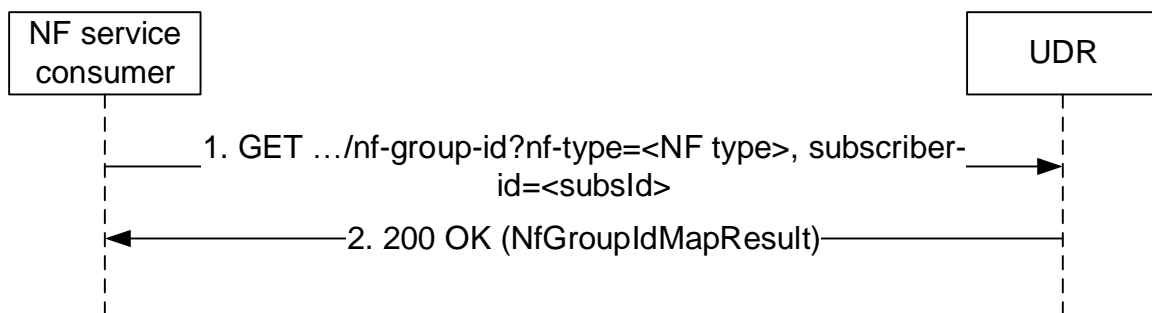 NF service
consumer
UDR
1. GET …/nf-group-id?nf-type=<NF type>, subscriber-
id=<subsId>
2. 200 OK (NfGroupIdMapResult)